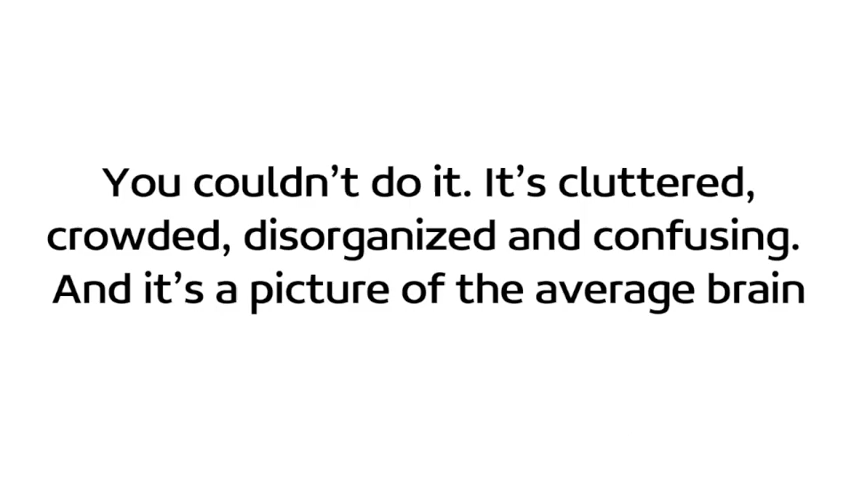 You couldn’t do it. It’s cluttered,
crowded, disorganized and confusing.
And it’s a picture of the average brain